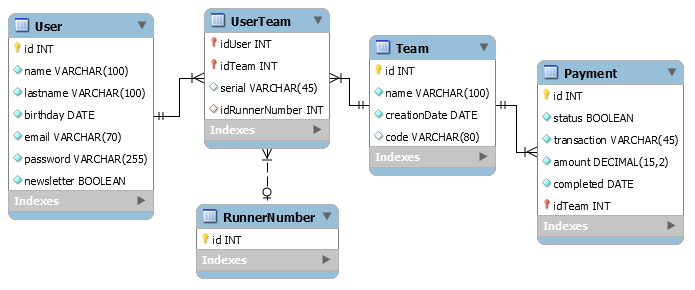 User
id INT
name VARCHAR(100)
lastname VARCHAR(100)
birthday DATE
email VARCHAR(70)
password VARCHAR(255)
newsletter BOOLEAN
Indexes
UserTeam
idUser INT
idTeam INT
serial VARCHAR(45)
idRunnerNumber INT
Indexes
RunnerNumber
id INT
Indexes
Team
id INT
name VARCHAR(100)
creationDate DATE
code VARCHAR(80)
Indexes
Payment
id INT
status BOOLEAN
transaction VARCHAR(45)
amount DECIMAL(15,2)
completed DATE
idTeam INT
Indexes